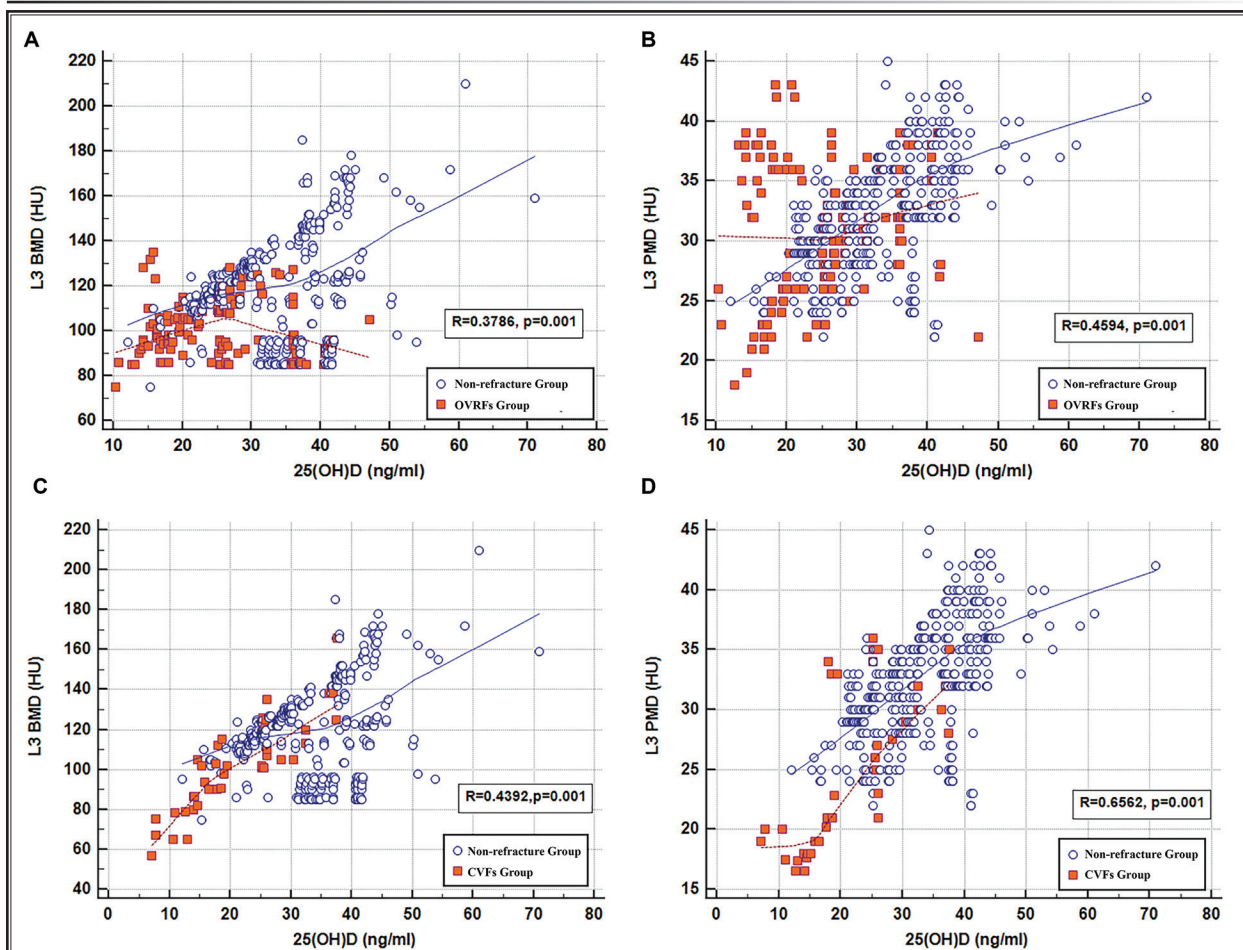 A
220
200
180
160
140
120
100
80
60
L3 BMD (HU)
R=0.3786, p=0.001
Non-refracture Group
OVRFs Group
10 20 30 40 50 60 70 80
25(OH)D (ng/ml)
B
45
40
35
30
25
20
15
L3 PMD (HU)
R=0.4594, p=0.001
Non-refracture Group
OVRFs Group
10 20 30 40 50 60 70 80
25(OH)D (ng/ml)
C
220
200
180
160
140
120
100
80
60
40
L3 BMD (HU)
R=0.4392,p=0.001
Non-refracture Group
CVFs Group
0 10 20 30 40 50 60 70 80
25(OH)D (ng/ml)
D
45
40
35
30
25
20
15
L3 PMD (HU)
R=0.6562, p=0.001
Non-refracture Group
CVFs Group
0 10 20 30 40 50 60 70 80
25(OH)D (ng/ml)